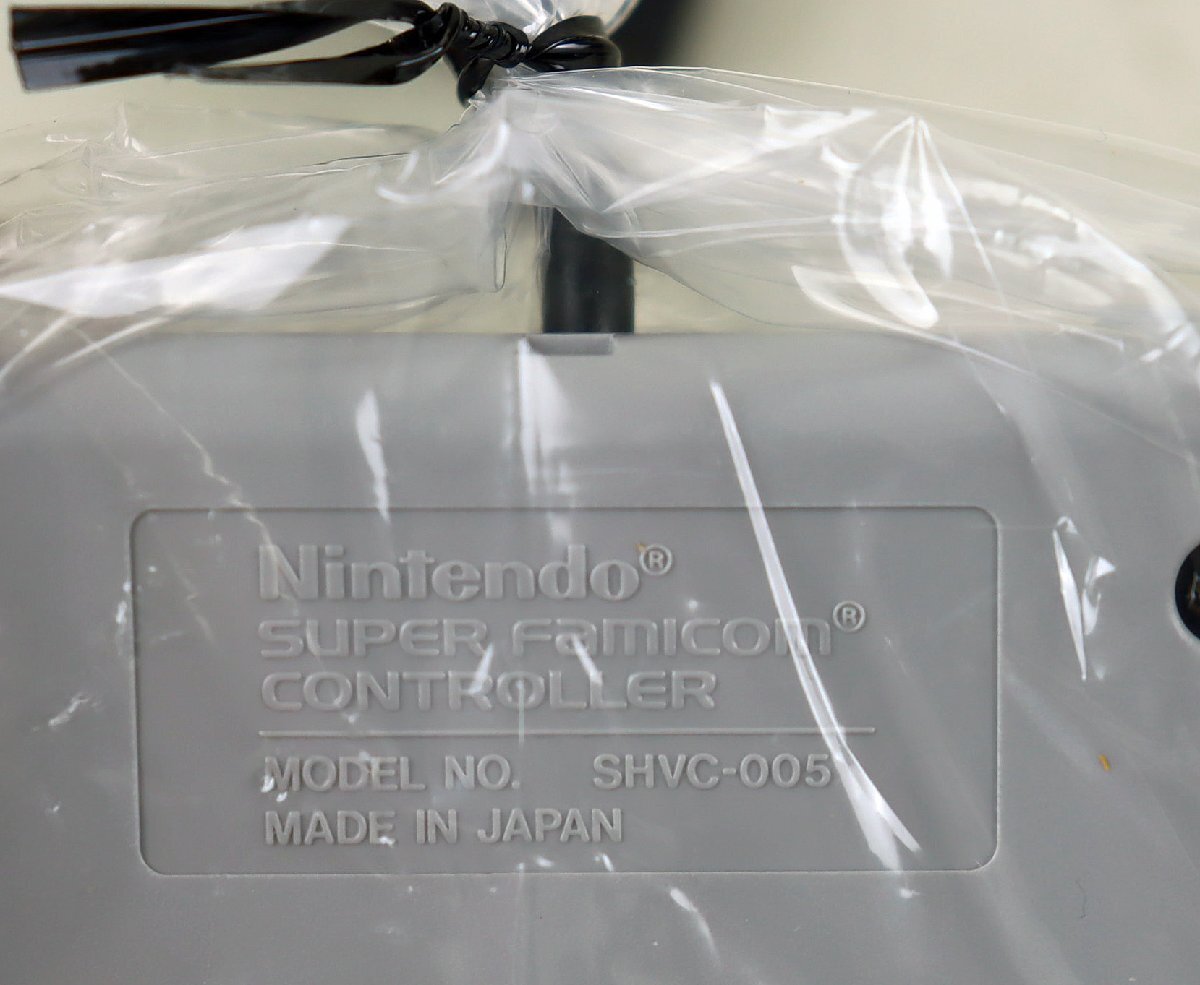 Nintendo®
SUPER FAMICOM®
CONTROLLER
MODEL NO. SHVC-005
MADE IN JAPAN